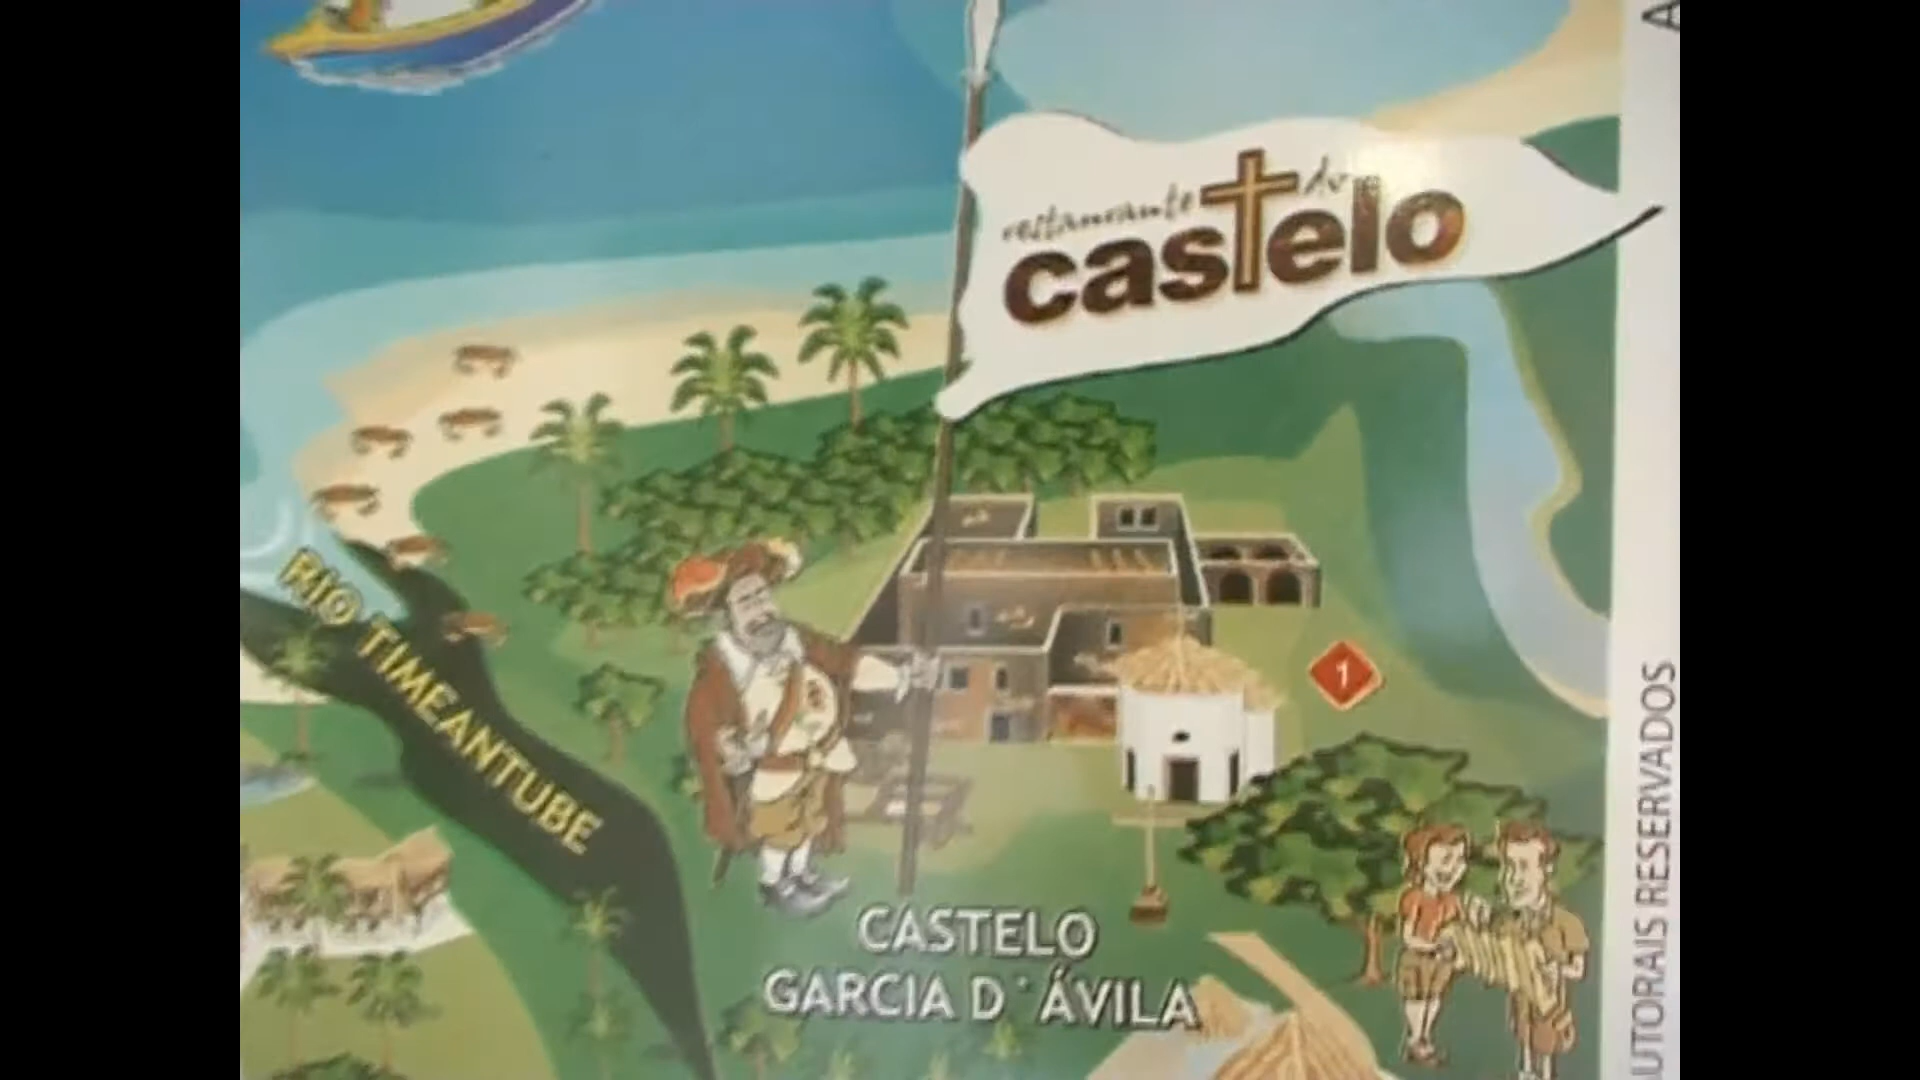 restaurante do
castelo
RIO TIMEANTUBE
1
CASTELO
GARCIA D'ÁVILA
AUTORAIS RESERVADOS